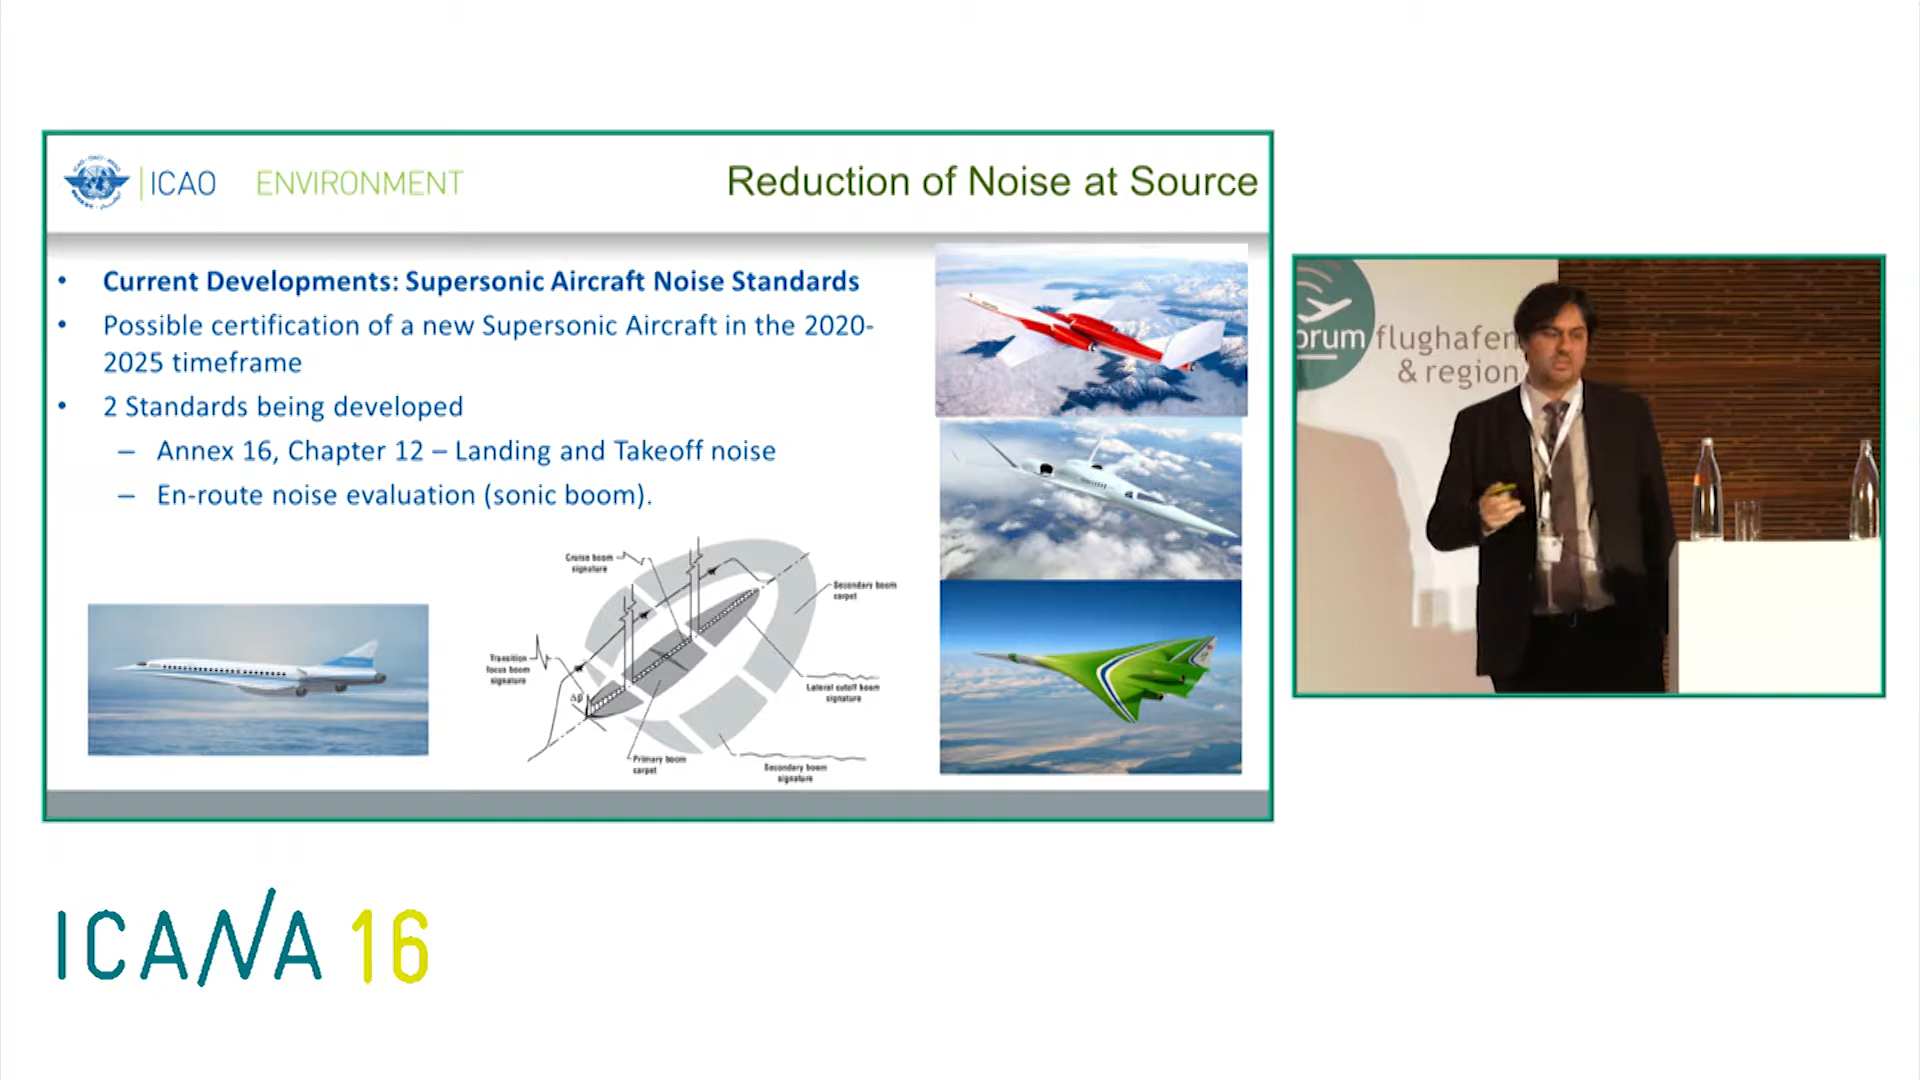 ICAO ENVIRONMENT
Reduction of Noise at Source
• Current Developments: Supersonic Aircraft Noise Standards
• Possible certification of a new Supersonic Aircraft in the 2020-
2025 timeframe
• 2 Standards being developed
– Annex 16, Chapter 12 – Landing and Takeoff noise
– En-route noise evaluation (sonic boom).
Cruise boom
signature
Secondary boom
carpet
Transition
focus boom
signature
Δp
Lateral cutoff boom
signature
Primary boom
carpet
Secondary boom
signature
orum flughafen
& region
ICANA 16